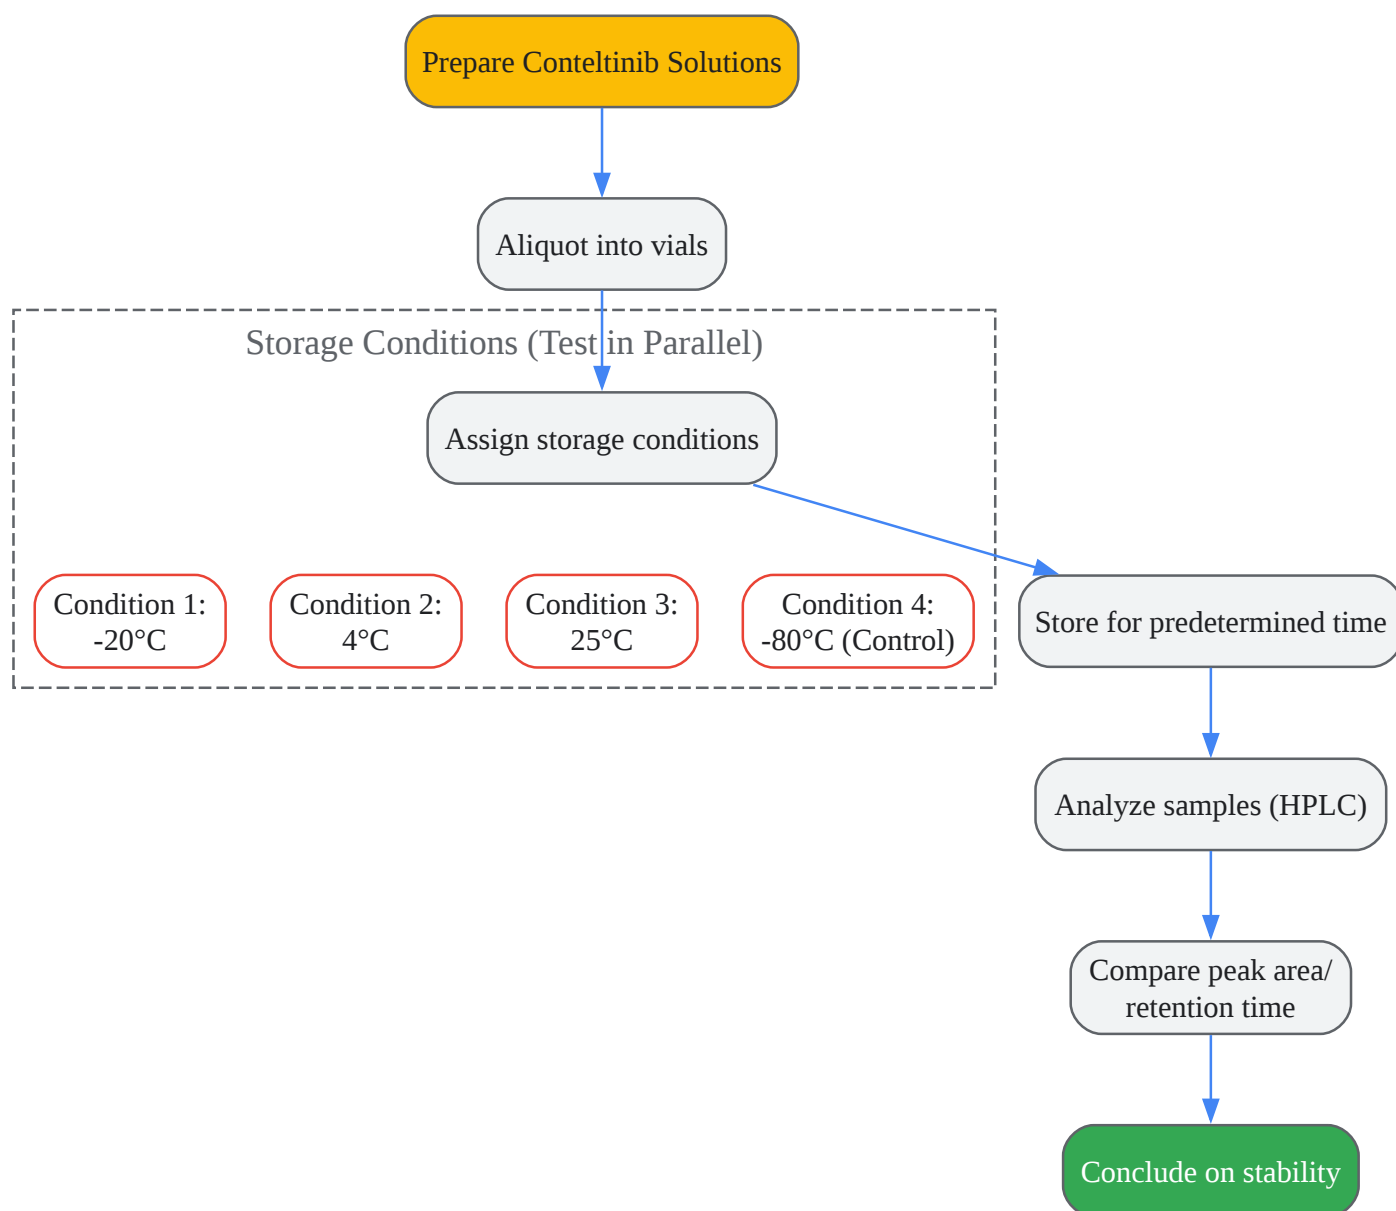 Prepare Conteltinib Solutions
Aliquot into vials
Storage Conditions (Test in Parallel)
Assign storage conditions
Condition 1:
-20°C
Condition 2:
4°C
Condition 3:
25°C
Condition 4:
-80°C (Control)
Store for predetermined time
Analyze samples (HPLC)
Compare peak area/
retention time
Conclude on stability